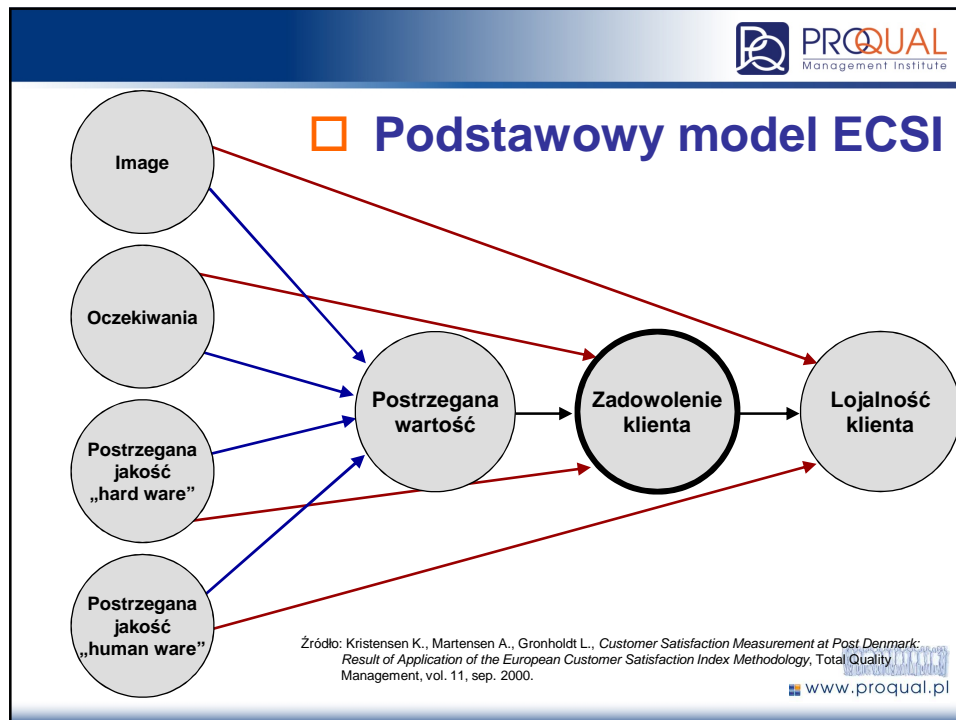 PROQUAL
Management Institute
Podstawowy model ECSI
Image
Oczekiwania
Postrzegana
jakość
„hard ware”
Postrzegana
jakość
„human ware”
Postrzegana
wartość
Zadowolenie
klienta
Lojalność
klienta
Źródło: Kristensen K., Martensen A., Gronholdt L., Customer Satisfaction Measurement at Post Denmark:
Result of Application of the European Customer Satisfaction Index Methodology, Total Quality
Management, vol. 11, sep. 2000.
www.proqual.pl